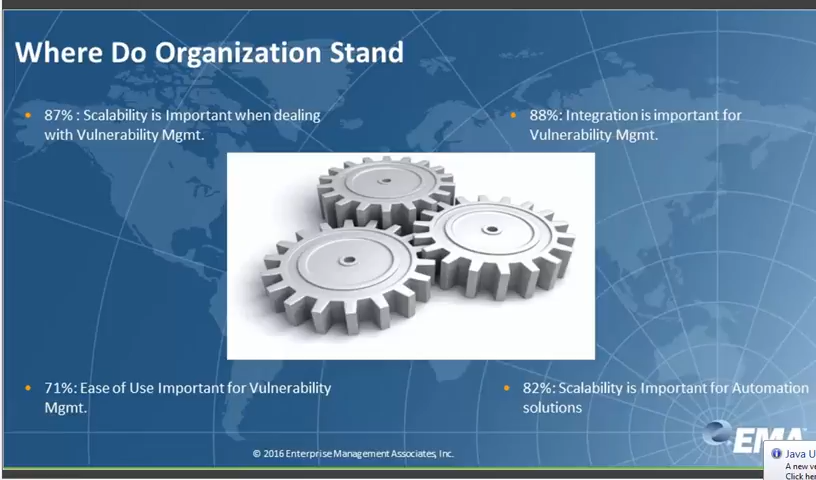 Where Do Organization Stand
87% : Scalability is Important when dealing
with Vulnerability Mgmt.
88%: Integration is important for
Vulnerability Mgmt.
71%: Ease of Use Important for Vulnerability
Mgmt.
82%: Scalability is Important for Automation
solutions
© 2016 Enterprise Management Associates, Inc.
EMA
Java U
A new ve
Click her